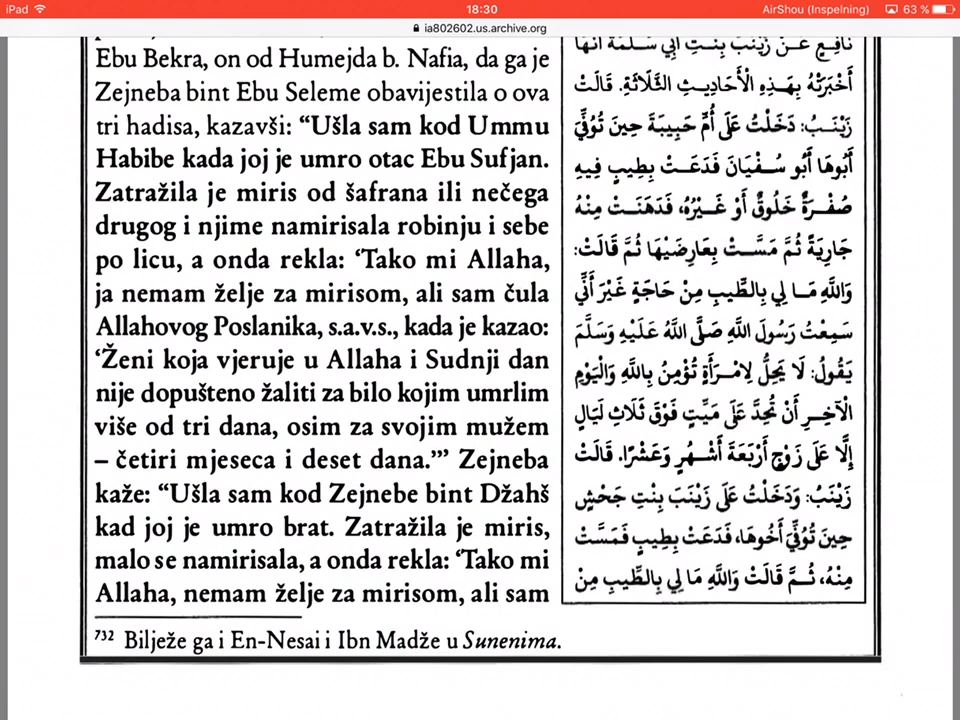 iPad
18:30
AirShou (Inspelning)
63 %
ia802602.us.archive.org
Ebu Bekra, on od Humejda b. Nafia, da ga je
Zejneba bint Ebu Seleme obavijestila o ova
tri hadisa, kazavši: “Ušla sam kod Ummu
Habibe kada joj je umro otac Ebu Sufjan.
Zatražila je miris od šafrana ili nečega
drugog i njime namirisala robinju i sebe
po licu, a onda rekla: ‘Tako mi Allaha,
ja nemam želje za mirisom, ali sam čula
Allahovog Poslanika, s.a.v.s., kada je kazao:
‘Ženi koja vjeruje u Allaha i Sudnji dan
nije dopušteno žaliti za bilo kojim umrlim
više od tri dana, osim za svojim mužem
– četiri mjeseca i deset dana.”’ Zejneba
kaže: “Ušla sam kod Zejnebe bint Džahš
kad joj je umro brat. Zatražila je miris,
malo se namirisala, a onda rekla: ‘Tako mi
Allaha, nemam želje za mirisom, ali sam
نَافِعٍ عَنْ زَيْنَبَ بِنْتِ أَبِي سَلَمَةَ أَنَّهَا
أَخْبَرَتْهُ بِهَذِهِ الْأَحَادِيثِ الثَّلَاثَةِ. قَالَتْ
زَيْنَبُ: دَخَلْتُ عَلَى أُمِّ حَبِيبَةَ حِينَ تُوُفِّيَ
أَبُوهَا أَبُو سُفْيَانَ فَدَعَتْ بِطِيبٍ فِيهِ
صُفْرَةٌ خَلُوقٌ أَوْ غَيْرُهُ، فَدَهَنَتْ مِنْهُ
جَارِيَةً ثُمَّ مَسَّتْ بِعَارِضَيْهَا ثُمَّ قَالَتْ:
وَاللَّهِ مَا لِي بِالطِّيبِ مِنْ حَاجَةٍ غَيْرَ أَنِّي
سَمِعْتُ رَسُولَ اللَّهِ صَلَّى اللَّهُ عَلَيْهِ وَسَلَّمَ
يَقُولُ: لَا يَحِلُّ لِامْرَأَةٍ تُؤْمِنُ بِاللَّهِ وَالْيَوْمِ
الْآخِرِ أَنْ تُحِدَّ عَلَى مَيِّتٍ فَوْقَ ثَلَاثِ لَيَالٍ
إِلَّا عَلَى زَوْجٍ أَرْبَعَةَ أَشْهُرٍ وَعَشْرًا. قَالَتْ
زَيْنَبُ: وَدَخَلْتُ عَلَى زَيْنَبَ بِنْتِ جَحْشٍ
حِينَ تُوُفِّيَ أَخُوهَا، فَدَعَتْ بِطِيبٍ فَمَسَّتْ
مِنْهُ، ثُمَّ قَالَتْ وَاللَّهِ مَا لِي بِالطِّيبِ مِنْ
732 Bilježe ga i En-Nesai i Ibn Madže u Sunenima.